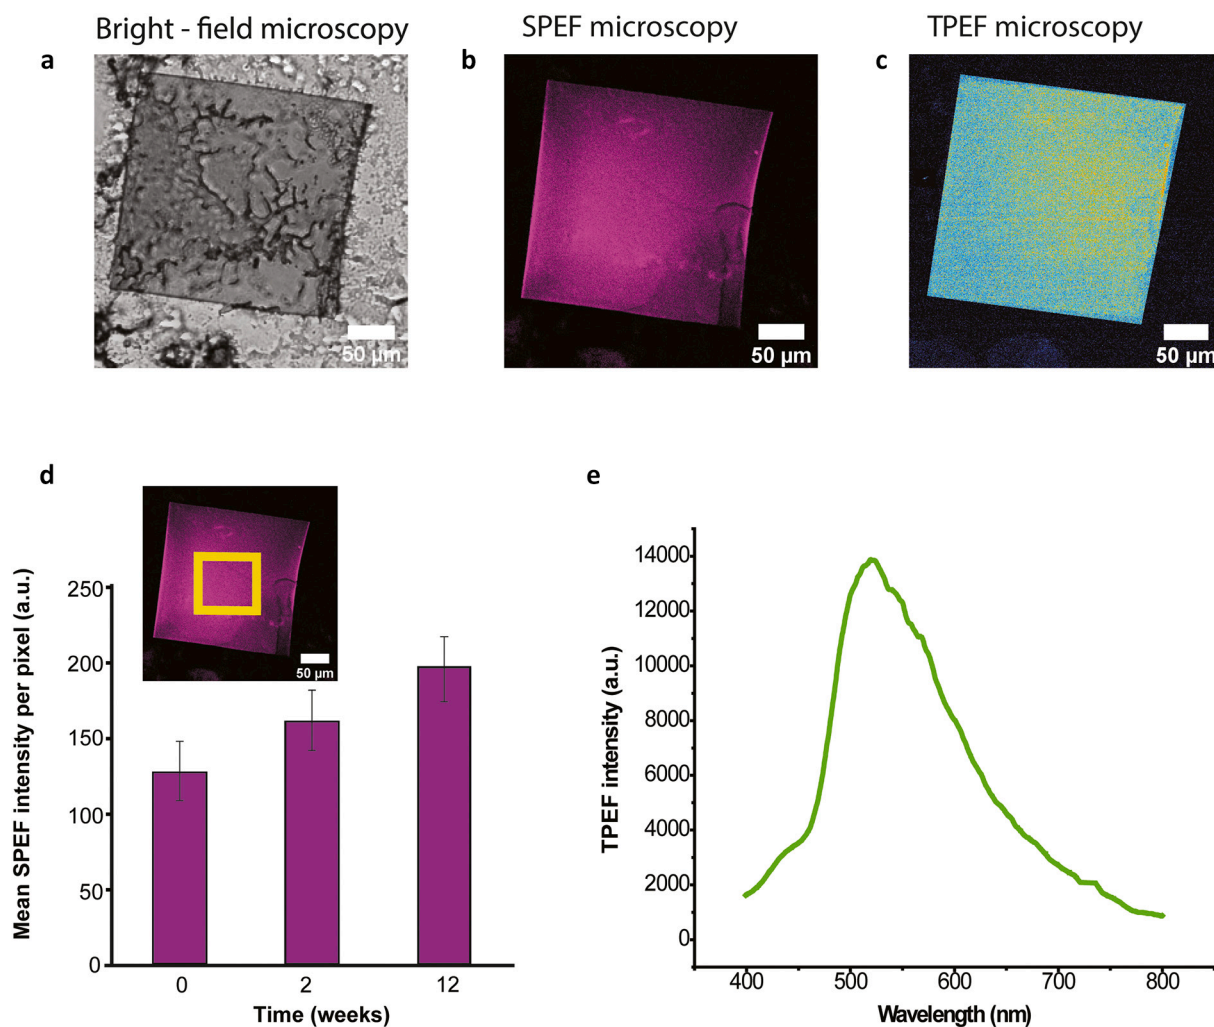 Bright - field microscopy
SPEF microscopy
TPEF microscopy
a
b
c
50 µm
50 µm
50 µm
d
e
50 µm
Mean SPEF intensity per pixel (a.u.)
250
200
150
100
50
0
0
2
12
Time (weeks)
TPEF intensity (a.u.)
14000
12000
10000
8000
6000
4000
2000
0
400
500
600
700
800
Wavelength (nm)